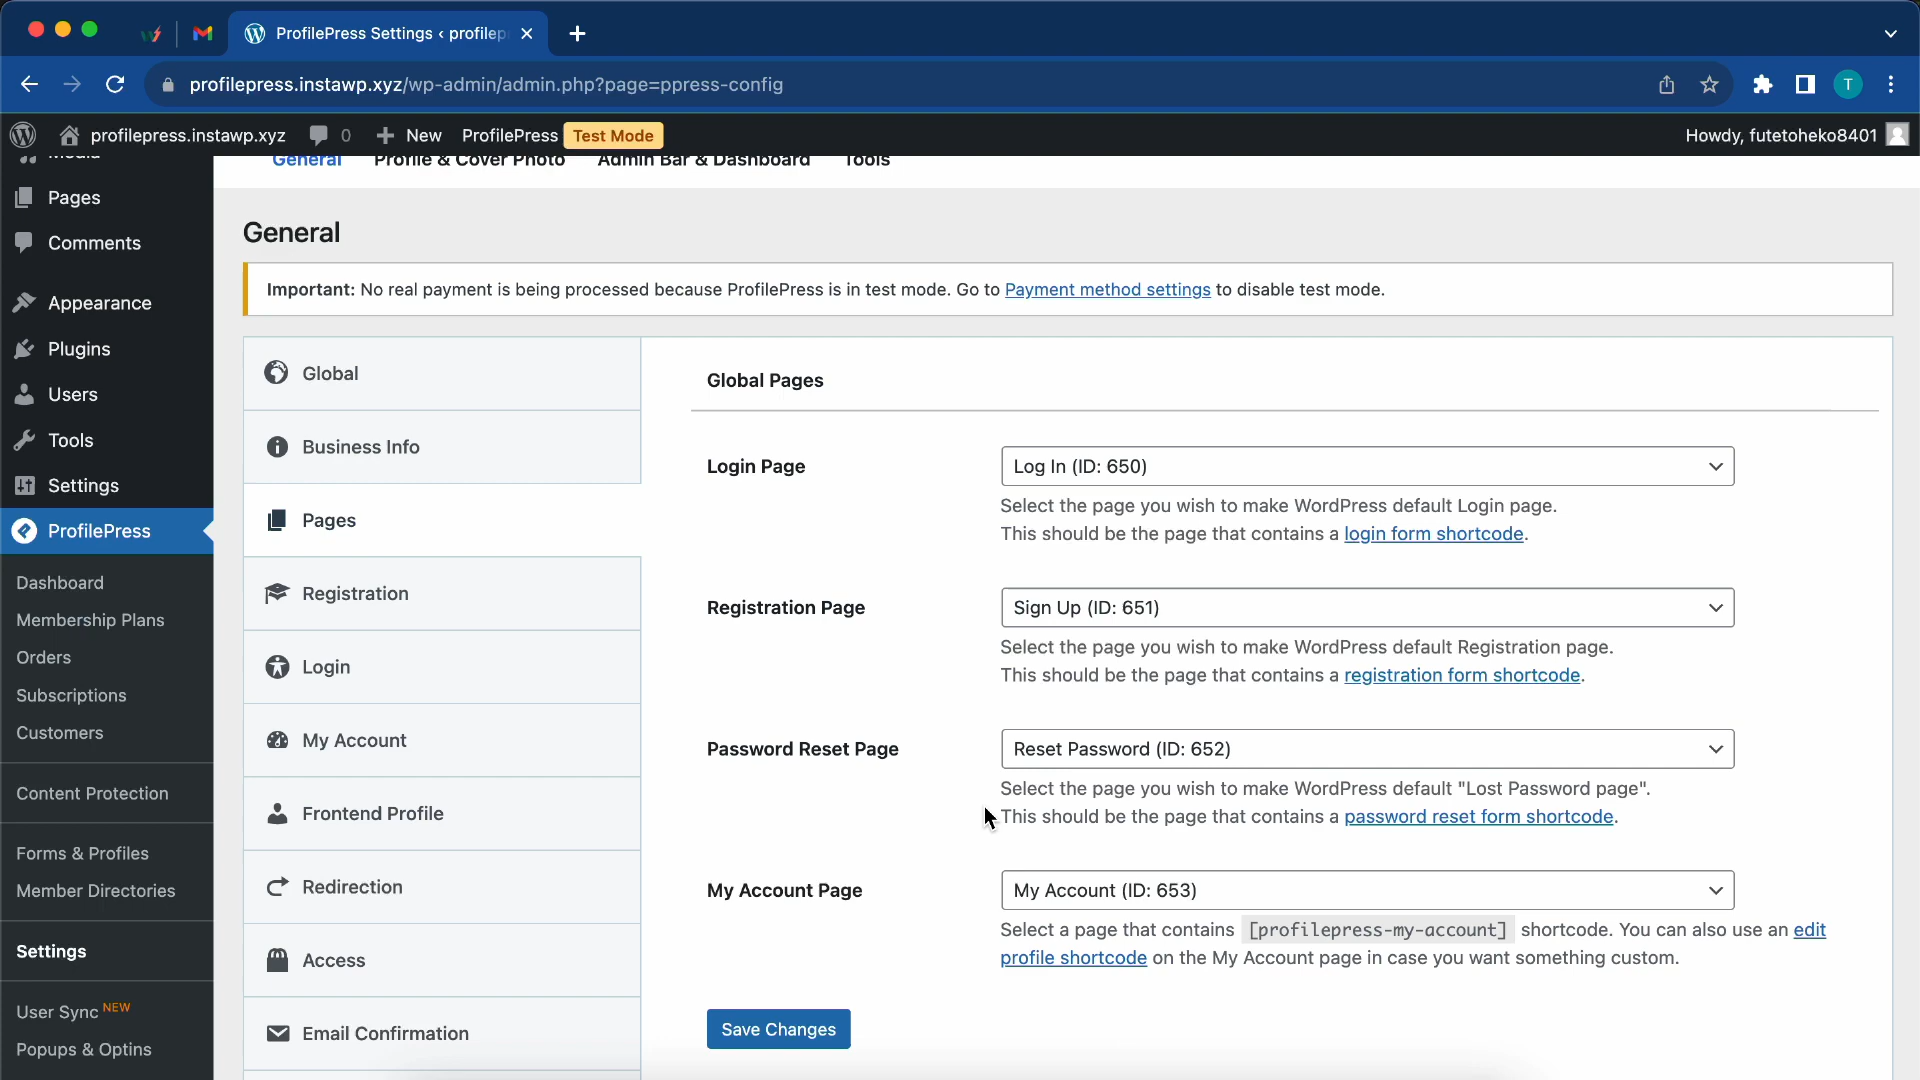 ProfilePress Settings ‹ profilep
profilepress.instawp.xyz/wp-admin/admin.php?page=ppress-config
T
profilepress.instawp.xyz 0 New ProfilePress Test Mode Howdy, futetoheko8401
Media
Pages
Comments
Appearance
Plugins
Users
Tools
Settings
ProfilePress
Dashboard
Membership Plans
Orders
Subscriptions
Customers
Content Protection
Forms & Profiles
Member Directories
Settings
User Sync NEW
Popups & Optins
General Profile & Cover Photo Admin Bar & Dashboard Tools
General
Important: No real payment is being processed because ProfilePress is in test mode. Go to Payment method settings to disable test mode.
Global
Business Info
Pages
Registration
Login
My Account
Frontend Profile
Redirection
Access
Email Confirmation
Global Pages
Login Page
Log In (ID: 650)
Select the page you wish to make WordPress default Login page.
This should be the page that contains a login form shortcode.
Registration Page
Sign Up (ID: 651)
Select the page you wish to make WordPress default Registration page.
This should be the page that contains a registration form shortcode.
Password Reset Page
Reset Password (ID: 652)
Select the page you wish to make WordPress default "Lost Password page".
This should be the page that contains a password reset form shortcode.
My Account Page
My Account (ID: 653)
Select a page that contains [profilepress-my-account] shortcode. You can also use an edit
profile shortcode on the My Account page in case you want something custom.
Save Changes